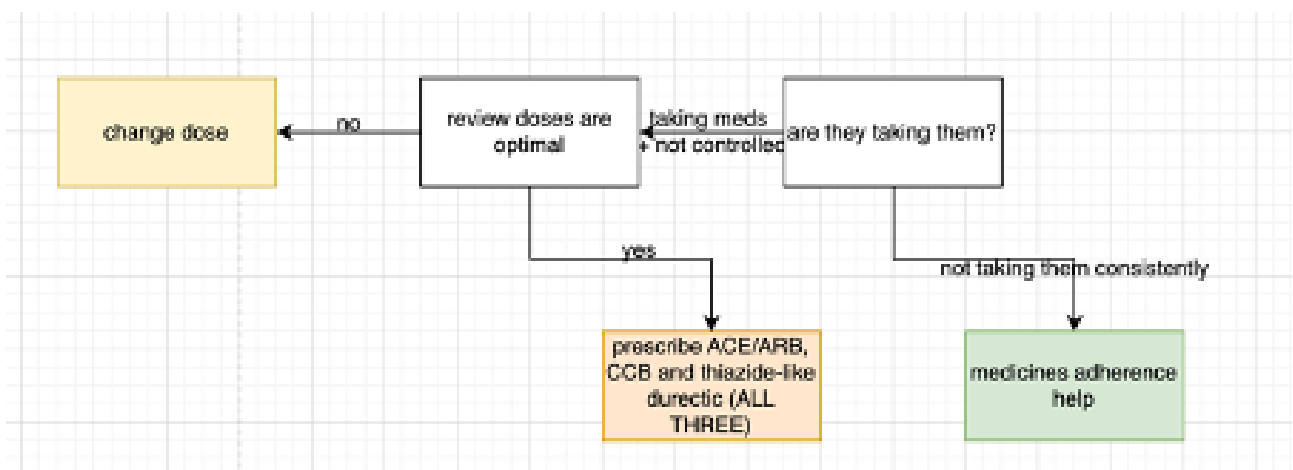 change dose
no
review doses are
optimal
taking meds
+ not controlled
are they taking them?
yes
not taking them consistently
prescribe ACE/ARB,
CCB and thiazide-like
durectic (ALL
THREE)
medicines adherence
help